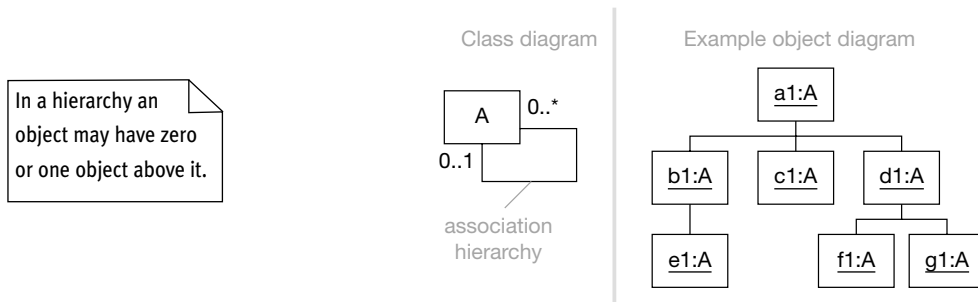 Class diagram
Example object diagram
In a hierarchy an
object may have zero
or one object above it.
A
0..*
0..1
association
hierarchy
a1:A
b1:A
c1:A
d1:A
e1:A
f1:A
g1:A